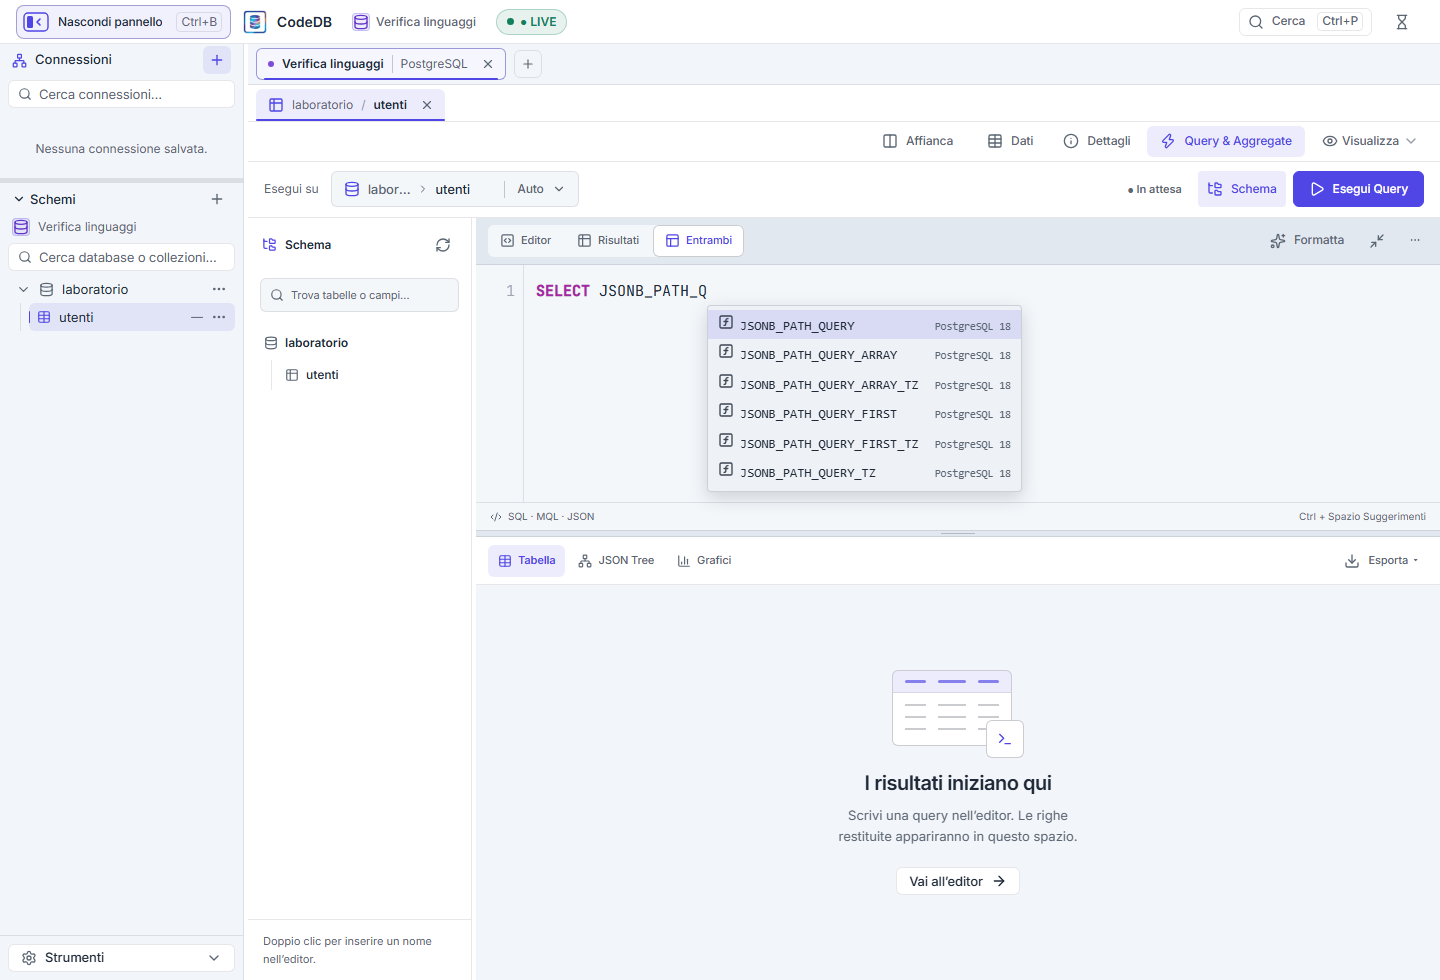 Nascondi pannello Ctrl+B CodeDB Verifica linguaggi ● LIVE Cerca Ctrl+P
Connessioni
Cerca connessioni...
Nessuna connessione salvata.
Schemi
Verifica linguaggi
Cerca database o collezioni...
laboratorio
utenti
Strumenti
Verifica linguaggi PostgreSQL
laboratorio / utenti
Affianca Dati Dettagli Query & Aggregate Visualizza
Esegui su labor... utenti Auto ● In attesa Schema Esegui Query
Schema
Trova tabelle o campi...
laboratorio
utenti
Doppio clic per inserire un nome
nell'editor.
Editor Risultati Entrambi Formatta
1 SELECT JSONB_PATH_Q
JSONB_PATH_QUERY PostgreSQL 18
JSONB_PATH_QUERY_ARRAY PostgreSQL 18
JSONB_PATH_QUERY_ARRAY_TZ PostgreSQL 18
JSONB_PATH_QUERY_FIRST PostgreSQL 18
JSONB_PATH_QUERY_FIRST_TZ PostgreSQL 18
JSONB_PATH_QUERY_TZ PostgreSQL 18
SQL · MQL · JSON Ctrl + Spazio Suggerimenti
Tabella JSON Tree Grafici Esporta
I risultati iniziano qui
Scrivi una query nell'editor. Le righe
restituite appariranno in questo spazio.
Vai all'editor